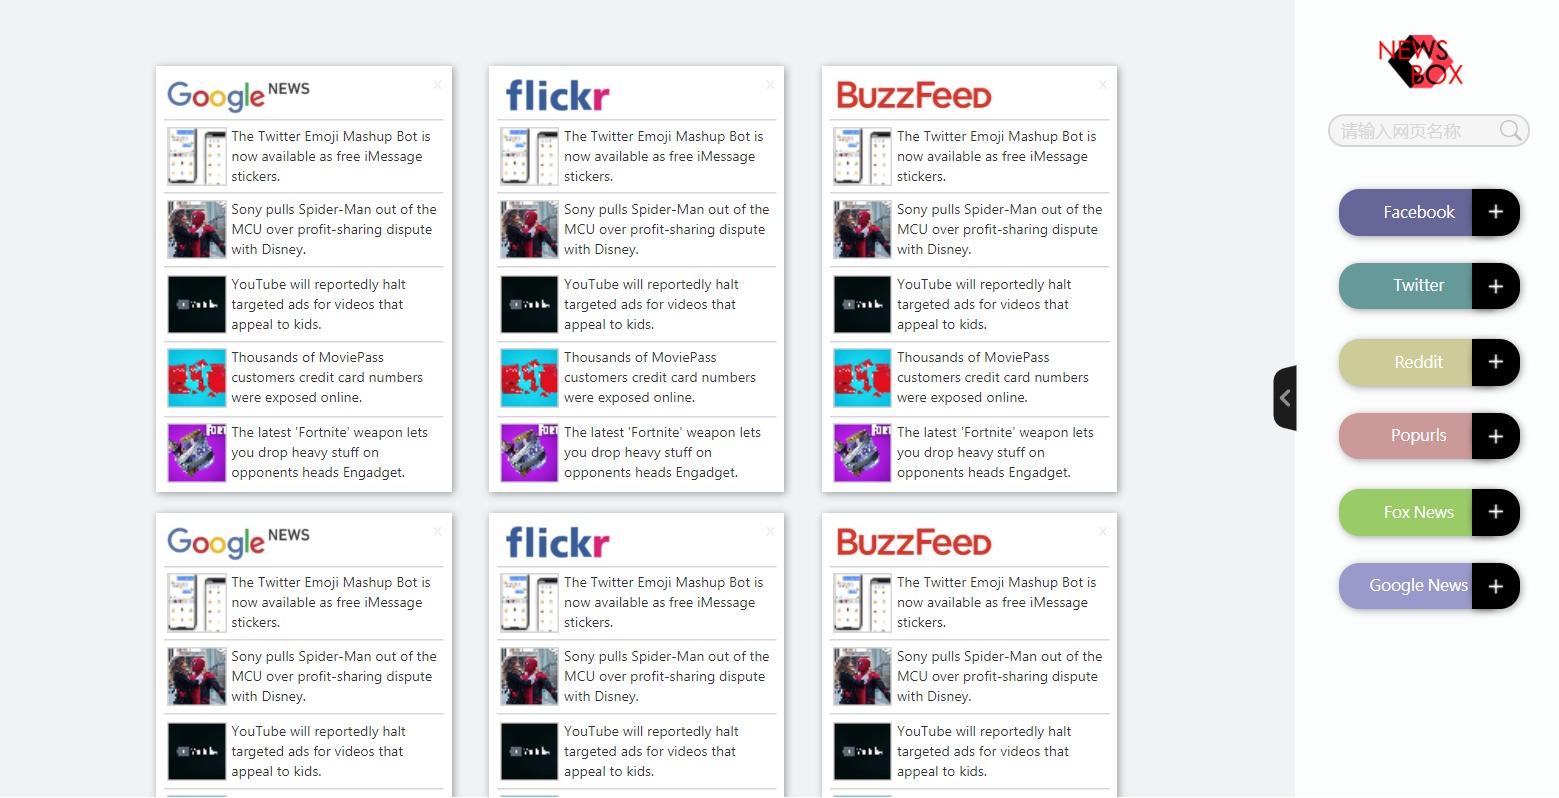 Google NEWS
x
The Twitter Emoji Mashup Bot is
now available as free iMessage
stickers.
Sony pulls Spider-Man out of the
MCU over profit-sharing dispute
with Disney.
YouTube will reportedly halt
targeted ads for videos that
appeal to kids.
Thousands of MoviePass
customers credit card numbers
were exposed online.
The latest 'Fortnite' weapon lets
you drop heavy stuff on
opponents heads Engadget.
flickr
x
The Twitter Emoji Mashup Bot is
now available as free iMessage
stickers.
Sony pulls Spider-Man out of the
MCU over profit-sharing dispute
with Disney.
YouTube will reportedly halt
targeted ads for videos that
appeal to kids.
Thousands of MoviePass
customers credit card numbers
were exposed online.
The latest 'Fortnite' weapon lets
you drop heavy stuff on
opponents heads Engadget.
BuzzFeed
x
The Twitter Emoji Mashup Bot is
now available as free iMessage
stickers.
Sony pulls Spider-Man out of the
MCU over profit-sharing dispute
with Disney.
YouTube will reportedly halt
targeted ads for videos that
appeal to kids.
Thousands of MoviePass
customers credit card numbers
were exposed online.
The latest 'Fortnite' weapon lets
you drop heavy stuff on
opponents heads Engadget.
Google NEWS
x
The Twitter Emoji Mashup Bot is
now available as free iMessage
stickers.
Sony pulls Spider-Man out of the
MCU over profit-sharing dispute
with Disney.
YouTube will reportedly halt
targeted ads for videos that
appeal to kids.
flickr
x
The Twitter Emoji Mashup Bot is
now available as free iMessage
stickers.
Sony pulls Spider-Man out of the
MCU over profit-sharing dispute
with Disney.
YouTube will reportedly halt
targeted ads for videos that
appeal to kids.
BuzzFeed
x
The Twitter Emoji Mashup Bot is
now available as free iMessage
stickers.
Sony pulls Spider-Man out of the
MCU over profit-sharing dispute
with Disney.
YouTube will reportedly halt
targeted ads for videos that
appeal to kids.
NEWS
BOX
请输入网页名称
Facebook +
Twitter +
Reddit +
Popurls +
Fox News +
Google News +